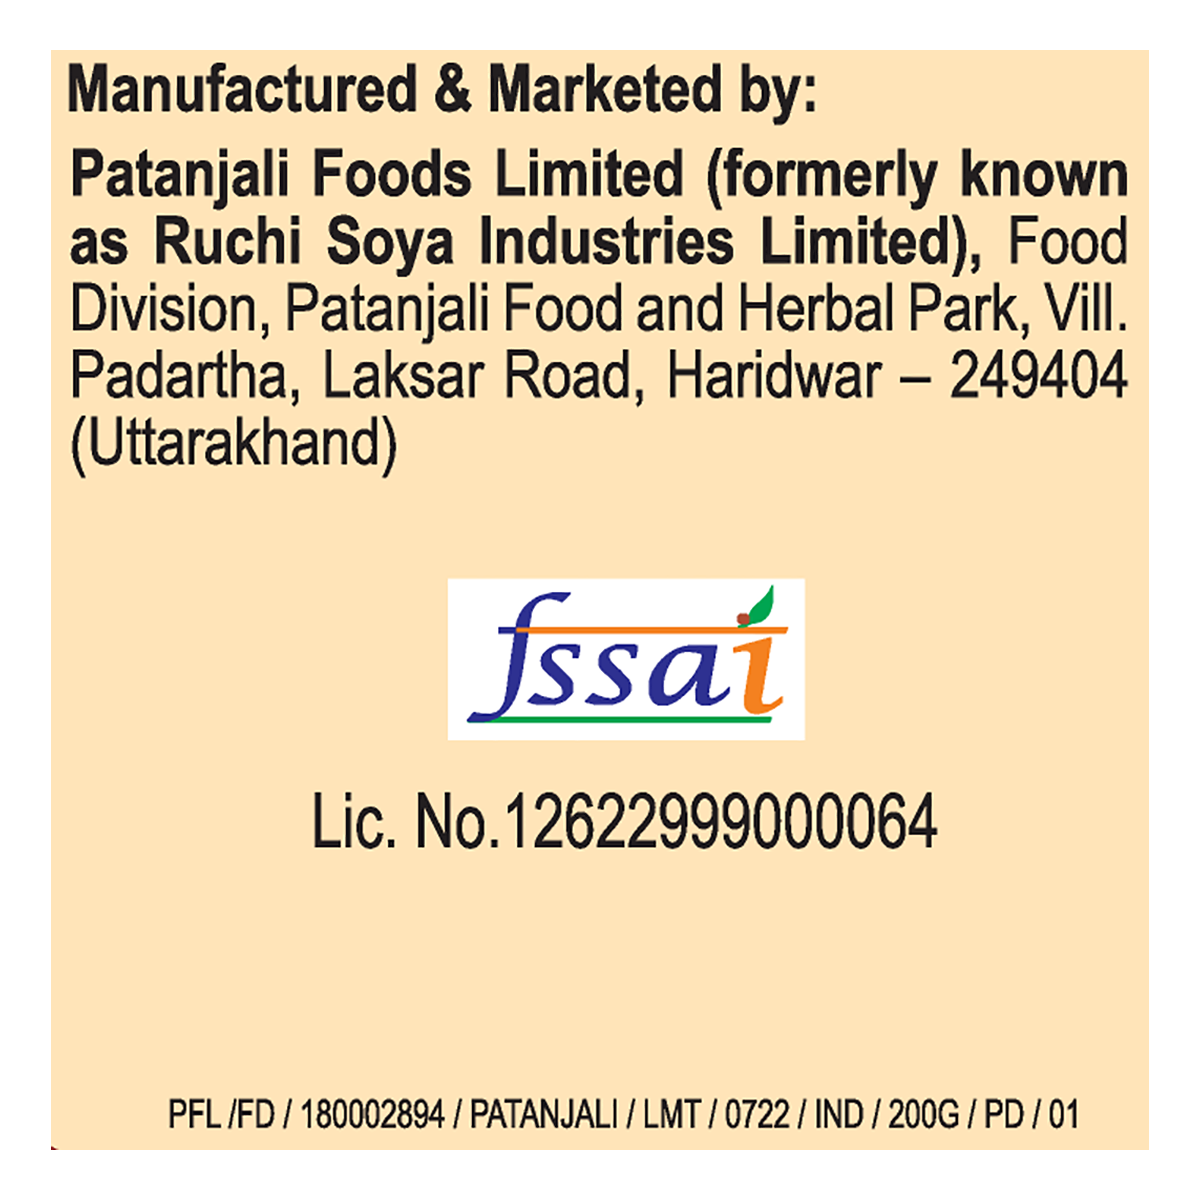 Manufactured & Marketed by:
Patanjali Foods Limited (formerly known
as Ruchi Soya Industries Limited), Food
Division, Patanjali Food and Herbal Park, Vill.
Padartha, Laksar Road, Haridwar – 249404
(Uttarakhand)
fssai
Lic. No.12622999000064
PFL /FD / 180002894 / PATANJALI / LMT / 0722 / IND / 200G / PD / 01